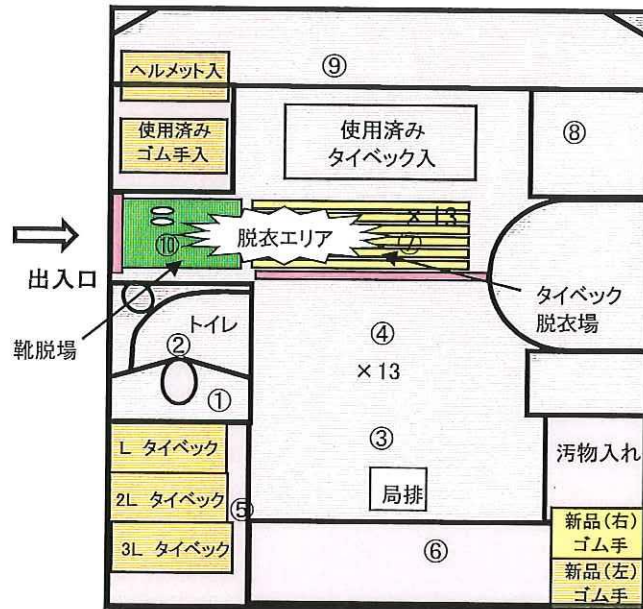 ⑨
ヘルメット入
使用済み
ゴム手入
使用済み
タイベック入
⑧
×13
⑩
脱衣エリア
⑦
出入口
靴脱場
トイレ
②
①
④
×13
タイベック
脱衣場
③
局排
L タイベック
2L タイベック
3L タイベック
⑤
⑥
汚物入れ
新品(右)
ゴム手
新品(左)
ゴム手